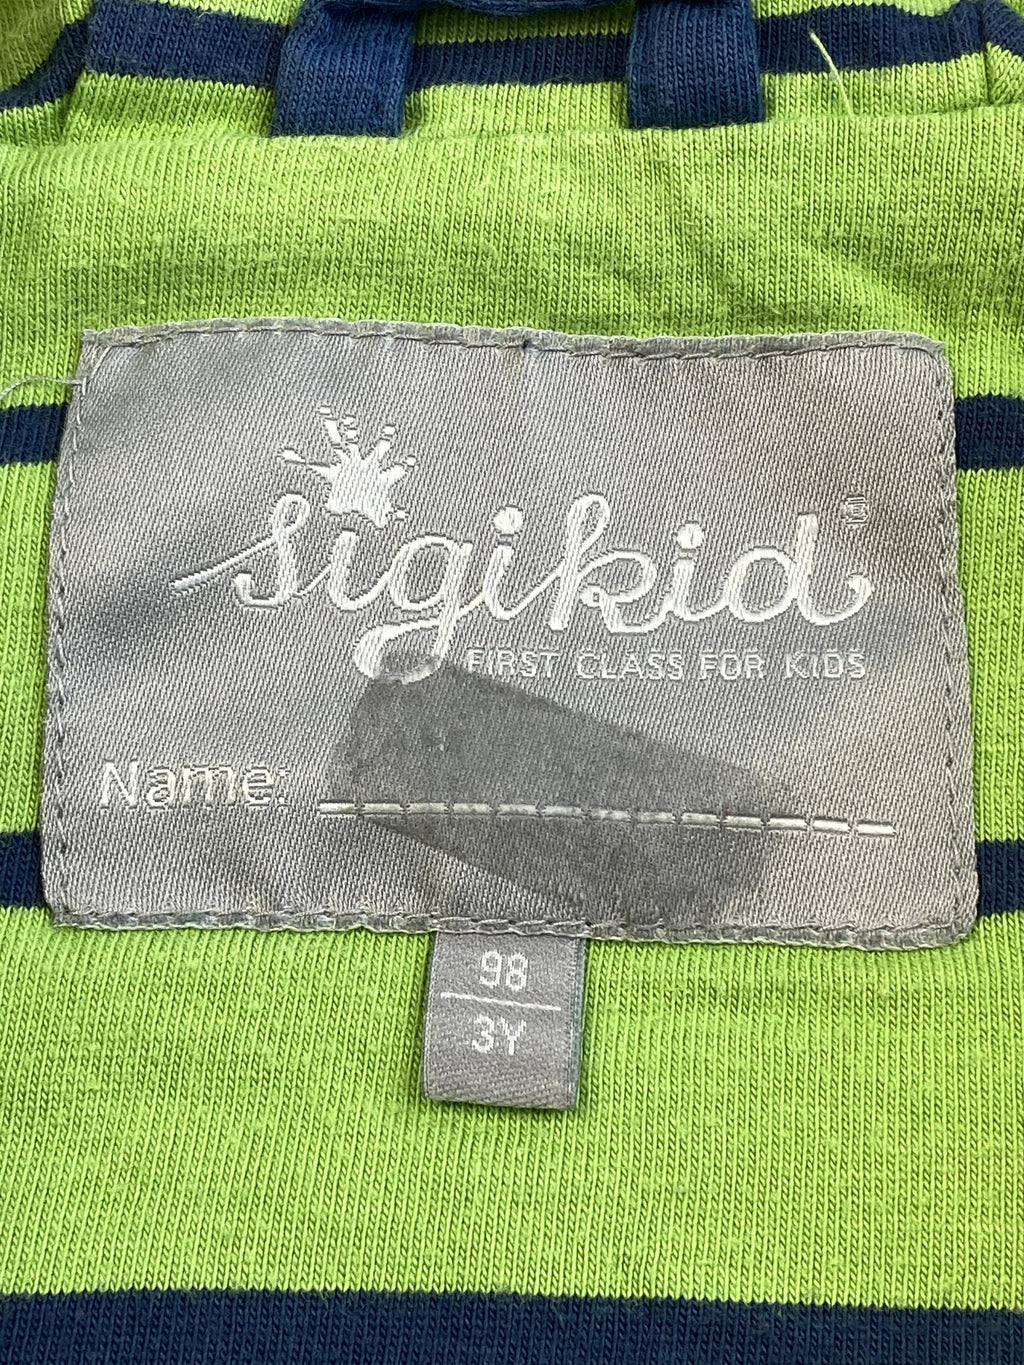 sigikid®
FIRST CLASS FOR KIDS
Name:
98
3Y